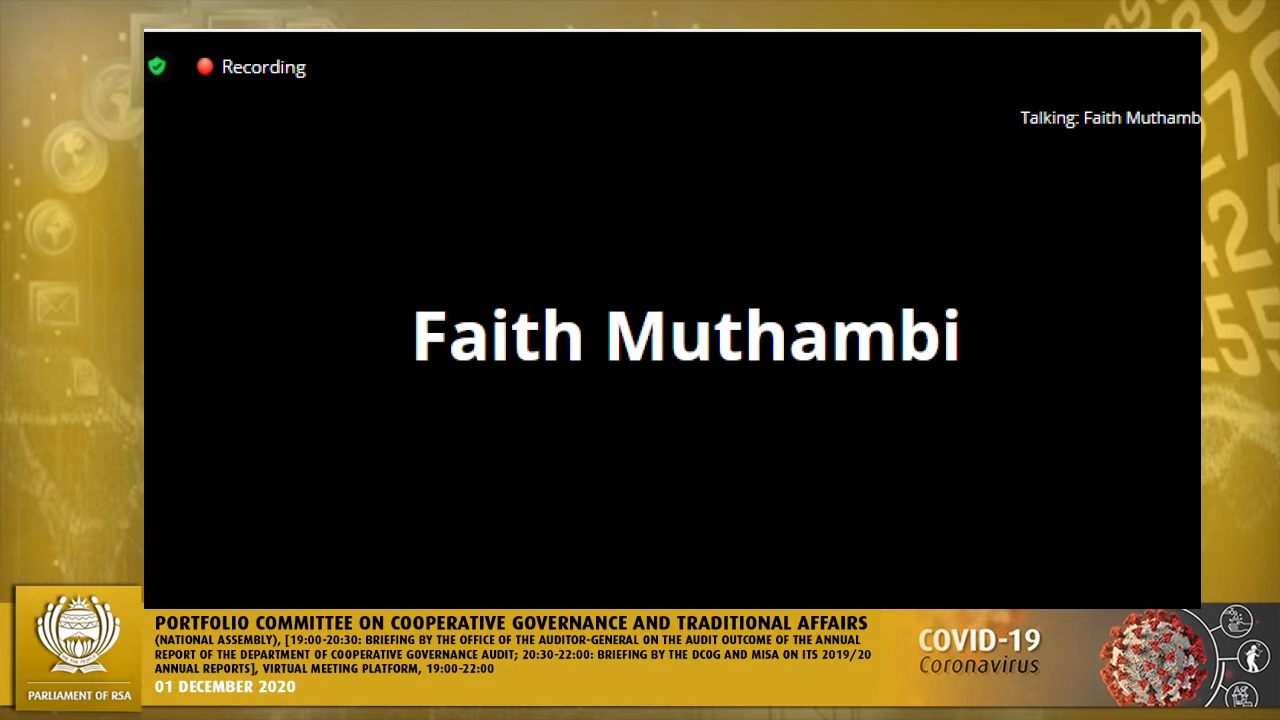 Recording
Talking: Faith Muthamb
Faith Muthambi
PORTFOLIO COMMITTEE ON COOPERATIVE GOVERNANCE AND TRADITIONAL AFFAIRS
(NATIONAL ASSEMBLY), [19:00-20:30: BRIEFING BY THE OFFICE OF THE AUDITOR-GENERAL ON THE AUDIT OUTCOME OF THE ANNUAL
REPORT OF THE DEPARTMENT OF COOPERATIVE GOVERNANCE AUDIT; 20:30-22:00: BRIEFING BY THE DCOG AND MISA ON ITS 2019/20
ANNUAL REPORTS], VIRTUAL MEETING PLATFORM, 19:00-22:00
01 DECEMBER 2020
PARLIAMENT OF RSA
COVID-19
Coronavirus